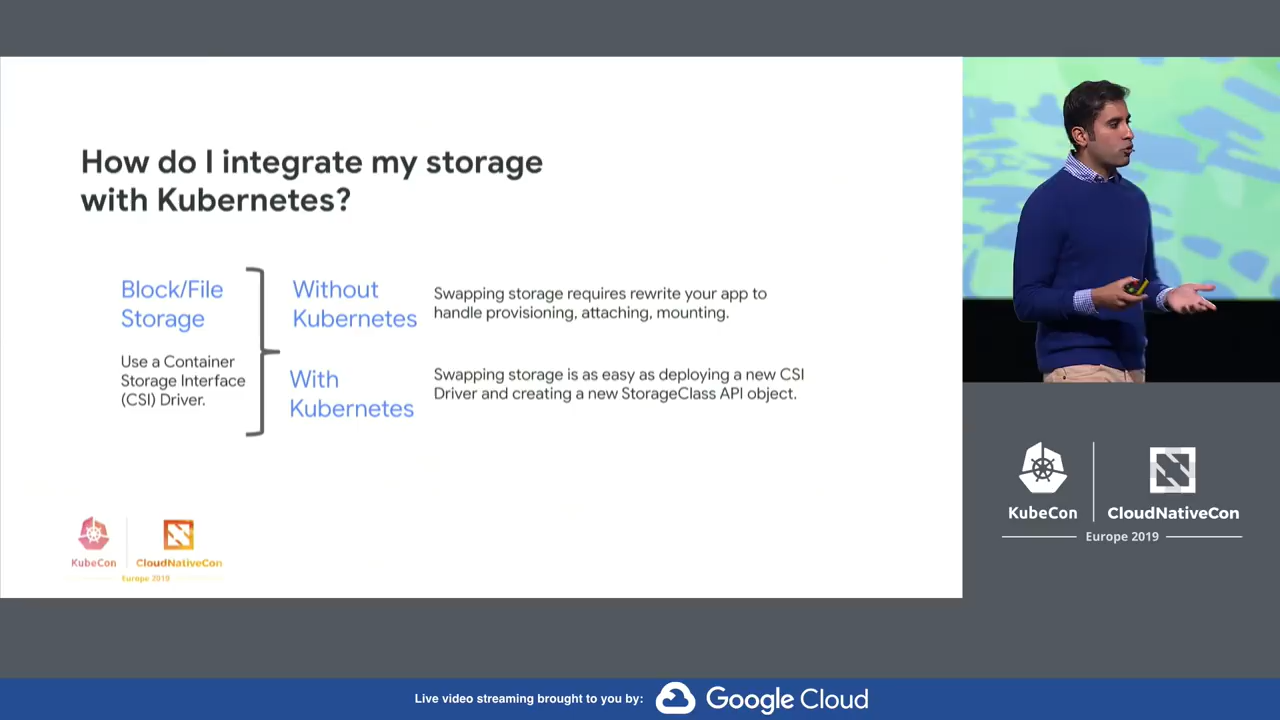 How do I integrate my storage
with Kubernetes?
Block/File
Storage
Use a Container
Storage Interface
(CSI) Driver.
Without
Kubernetes
Swapping storage requires rewrite your app to
handle provisioning, attaching, mounting.
With
Kubernetes
Swapping storage is as easy as deploying a new CSI
Driver and creating a new StorageClass API object.
KubeCon
CloudNativeCon
Europe 2019
KubeCon
CloudNativeCon
Europe 2019
Live video streaming brought to you by:
Google Cloud